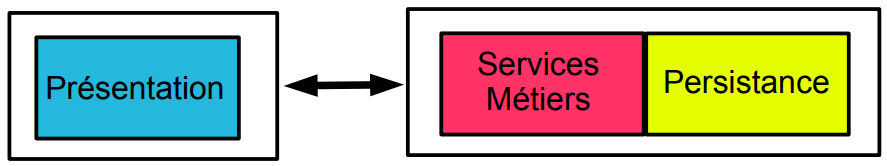 Présentation
Services
Métiers
Persistance